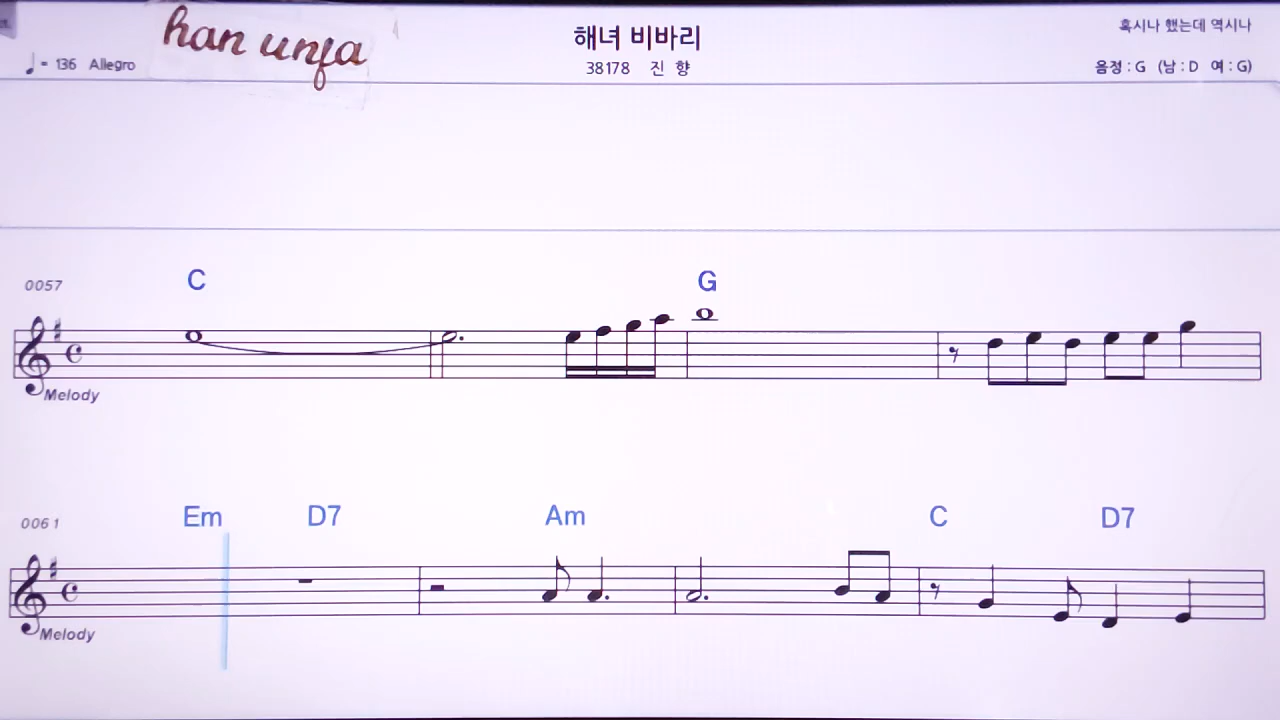 han unfa
해녀 비바리
혹시나 했는데 역시나
♩= 136 Allegro
38178 진 향
음정 : G (남 : D 여 : G)
0057 C G
Melody
0061 Em D7 Am C D7
Melody